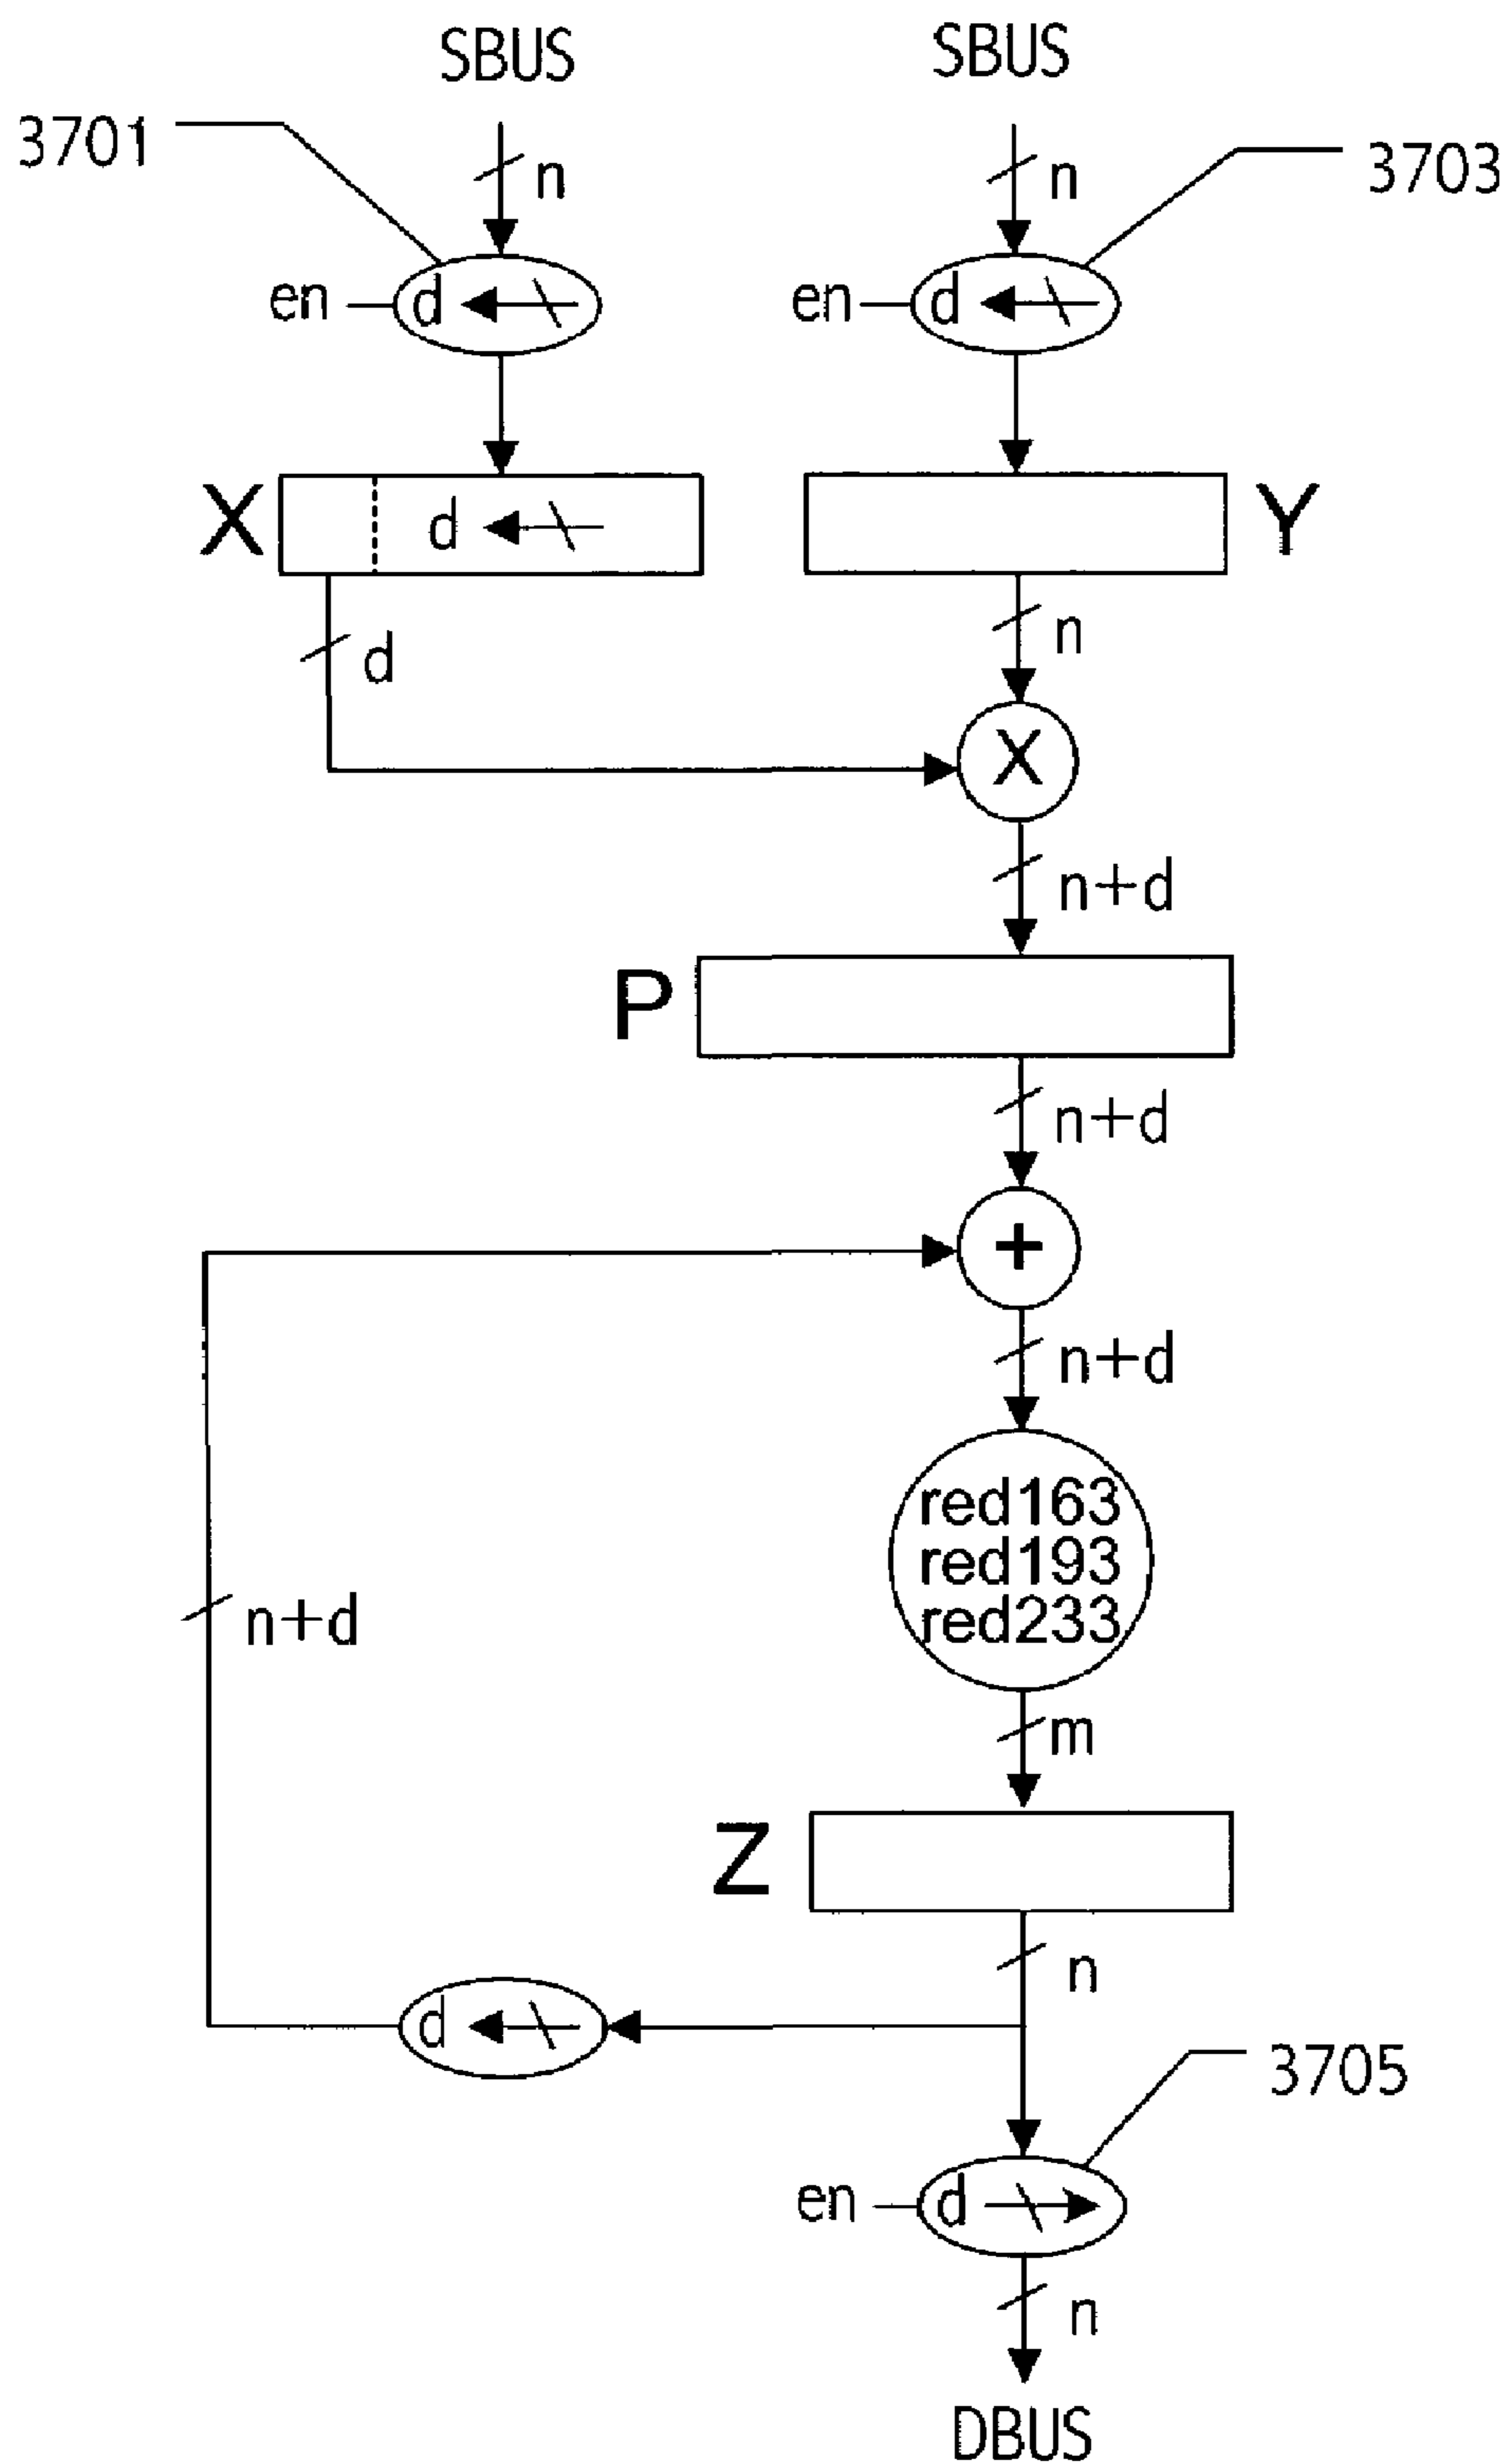 SBUS SBUS
3701 n n 3703
en d en d
X d Y
d n
X
n+d
P
n+d
+
n+d
red163
red193
red233
n+d
m
Z
n
d
3705
en d
n
DBUS